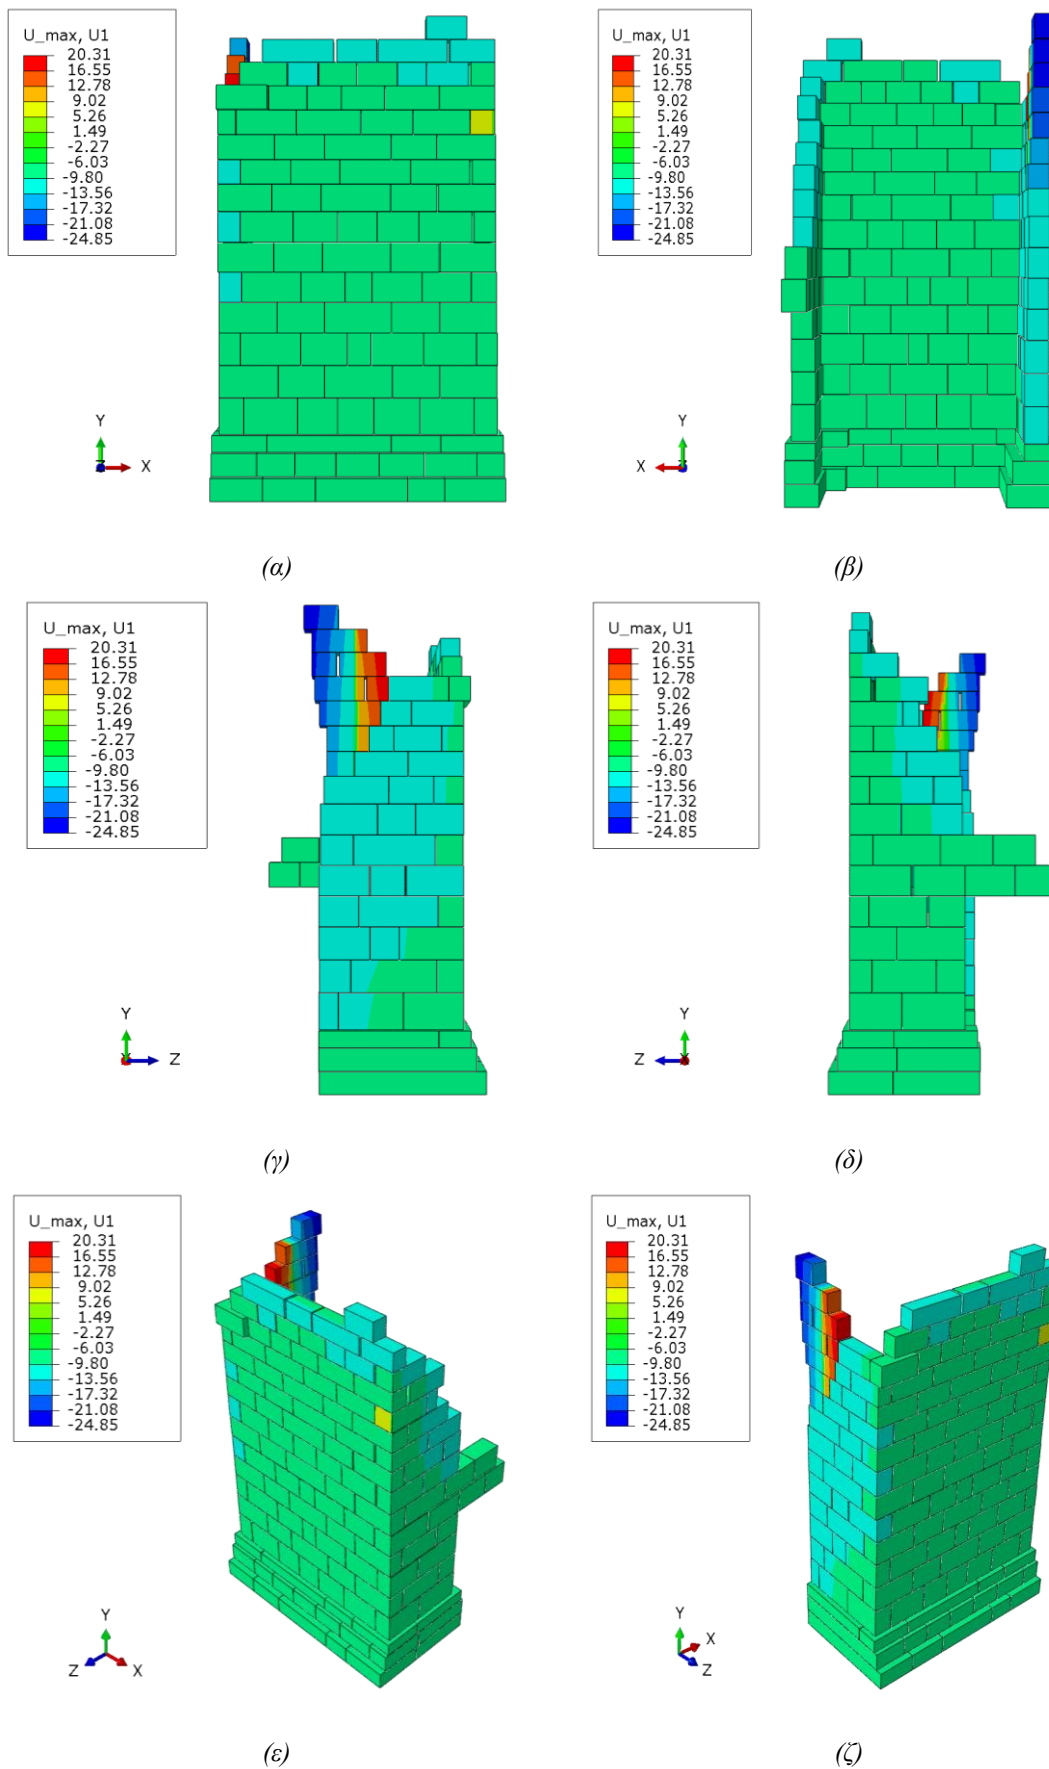 U_max, U1
20.31
16.55
12.78
9.02
5.26
1.49
-2.27
-6.03
-9.80
-13.56
-17.32
-21.08
-24.85
Y
Z
X
(α)
U_max, U1
20.31
16.55
12.78
9.02
5.26
1.49
-2.27
-6.03
-9.80
-13.56
-17.32
-21.08
-24.85
Y
X
Z
(β)
U_max, U1
20.31
16.55
12.78
9.02
5.26
1.49
-2.27
-6.03
-9.80
-13.56
-17.32
-21.08
-24.85
Y
X
Z
(γ)
U_max, U1
20.31
16.55
12.78
9.02
5.26
1.49
-2.27
-6.03
-9.80
-13.56
-17.32
-21.08
-24.85
Y
Z
X
(δ)
U_max, U1
20.31
16.55
12.78
9.02
5.26
1.49
-2.27
-6.03
-9.80
-13.56
-17.32
-21.08
-24.85
Y
Z
X
(ε)
U_max, U1
20.31
16.55
12.78
9.02
5.26
1.49
-2.27
-6.03
-9.80
-13.56
-17.32
-21.08
-24.85
Y
X
Z
(ζ)